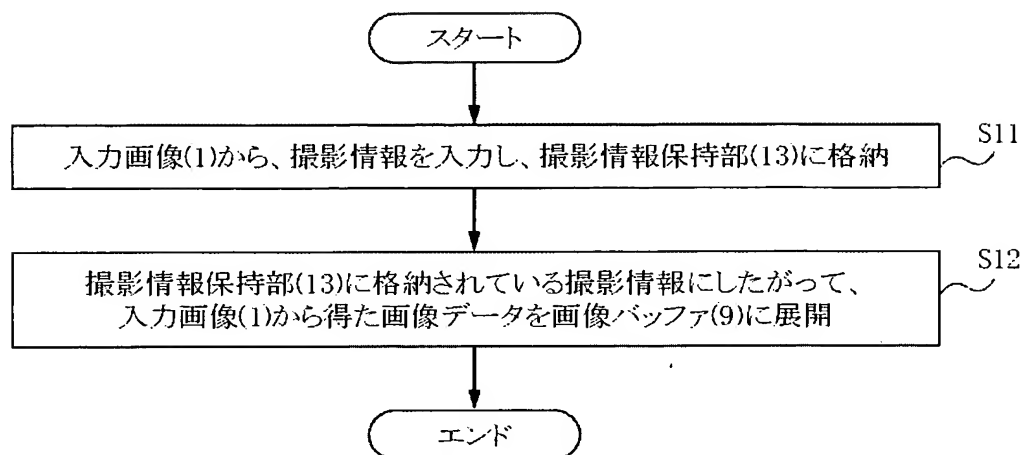 スタート
入力画像(1)から、撮影情報を入力し、撮影情報保持部(13)に格納
S11
撮影情報保持部(13)に格納されている撮影情報にしたがって、
入力画像(1)から得た画像データを画像バッファ(9)に展開
S12
エンド